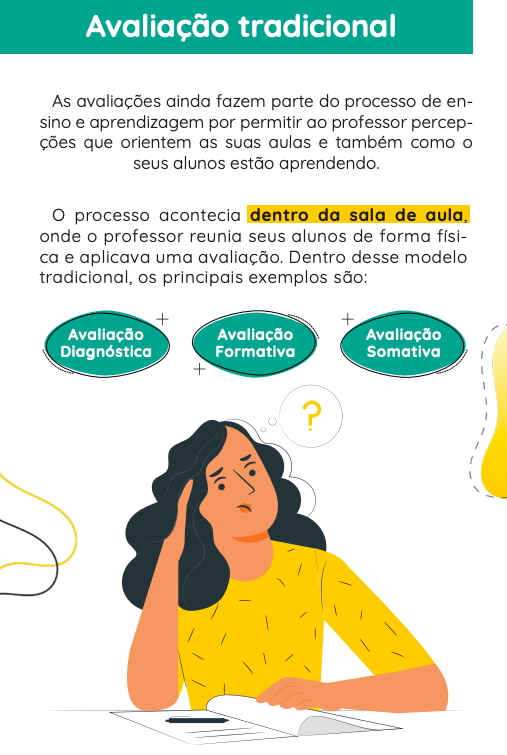 Avaliação tradicional
As avaliações ainda fazem parte do processo de en-
sino e aprendizagem por permitir ao professor percep-
ções que orientem as suas aulas e também como o
seus alunos estão aprendendo.
O processo acontecia dentro da sala de aula,
onde o professor reunia seus alunos de forma físi-
ca e aplicava uma avaliação. Dentro desse modelo
tradicional, os principais exemplos são:
Avaliação
Diagnóstica
Avaliação
Formativa
Avaliação
Somativa
?